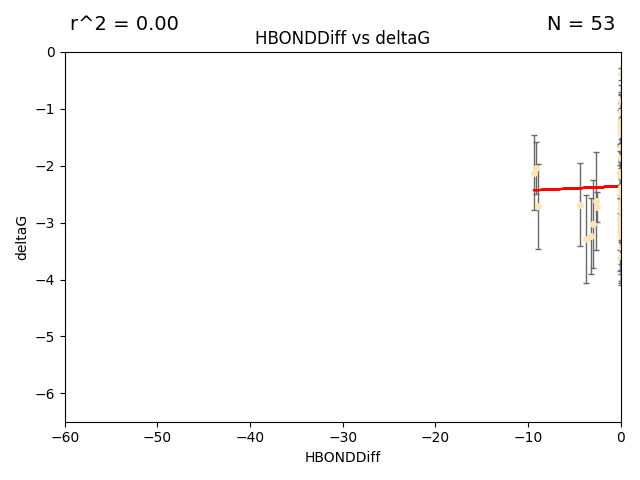 r^2 = 0.00
N = 53
HBONDDiff vs deltaG
deltaG
0
−1
−2
−3
−4
−5
−6
−60
−50
−40
−30
−20
−10
0
HBONDDiff